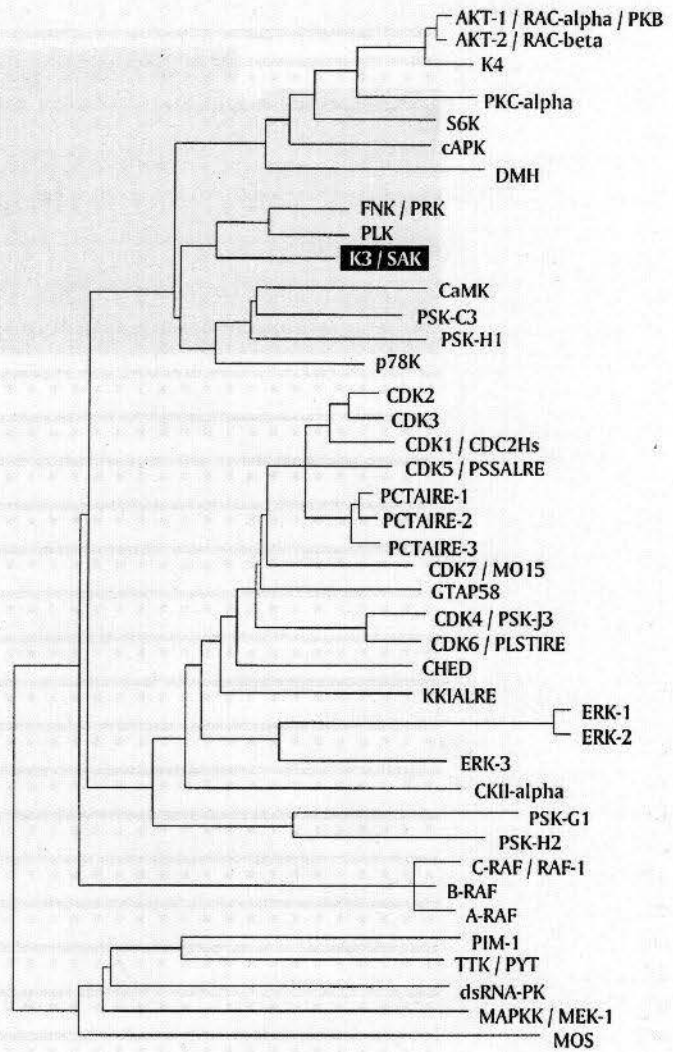 AKT-1 / RAC-alpha / PKB
AKT-2 / RAC-beta
K4
PKC-alpha
S6K
cAPK
DMH
FNK / PRK
PLK
K3 / SAK
CaMK
PSK-C3
PSK-H1
p78K
CDK2
CDK3
CDK1 / CDC2Hs
CDK5 / PSSALRE
PCTAIRE-1
PCTAIRE-2
PCTAIRE-3
CDK7 / MO15
GTAP58
CDK4 / PSK-J3
CDK6 / PLSTIRE
CHED
KKIALRE
ERK-1
ERK-2
ERK-3
CKII-alpha
PSK-G1
PSK-H2
C-RAF / RAF-1
B-RAF
A-RAF
PIM-1
TTK / PYT
dsRNA-PK
MAPKK / MEK-1
MOS